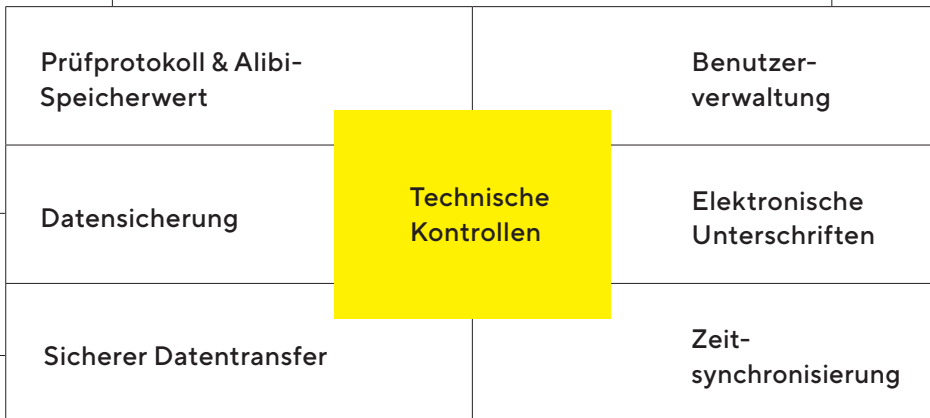 Prüfprotokoll & Alibi-
Speicherwert
Benutzer-
verwaltung
Technische
Kontrollen
Datensicherung
Elektronische
Unterschriften
Sicherer Datentransfer
Zeit-
synchronisierung